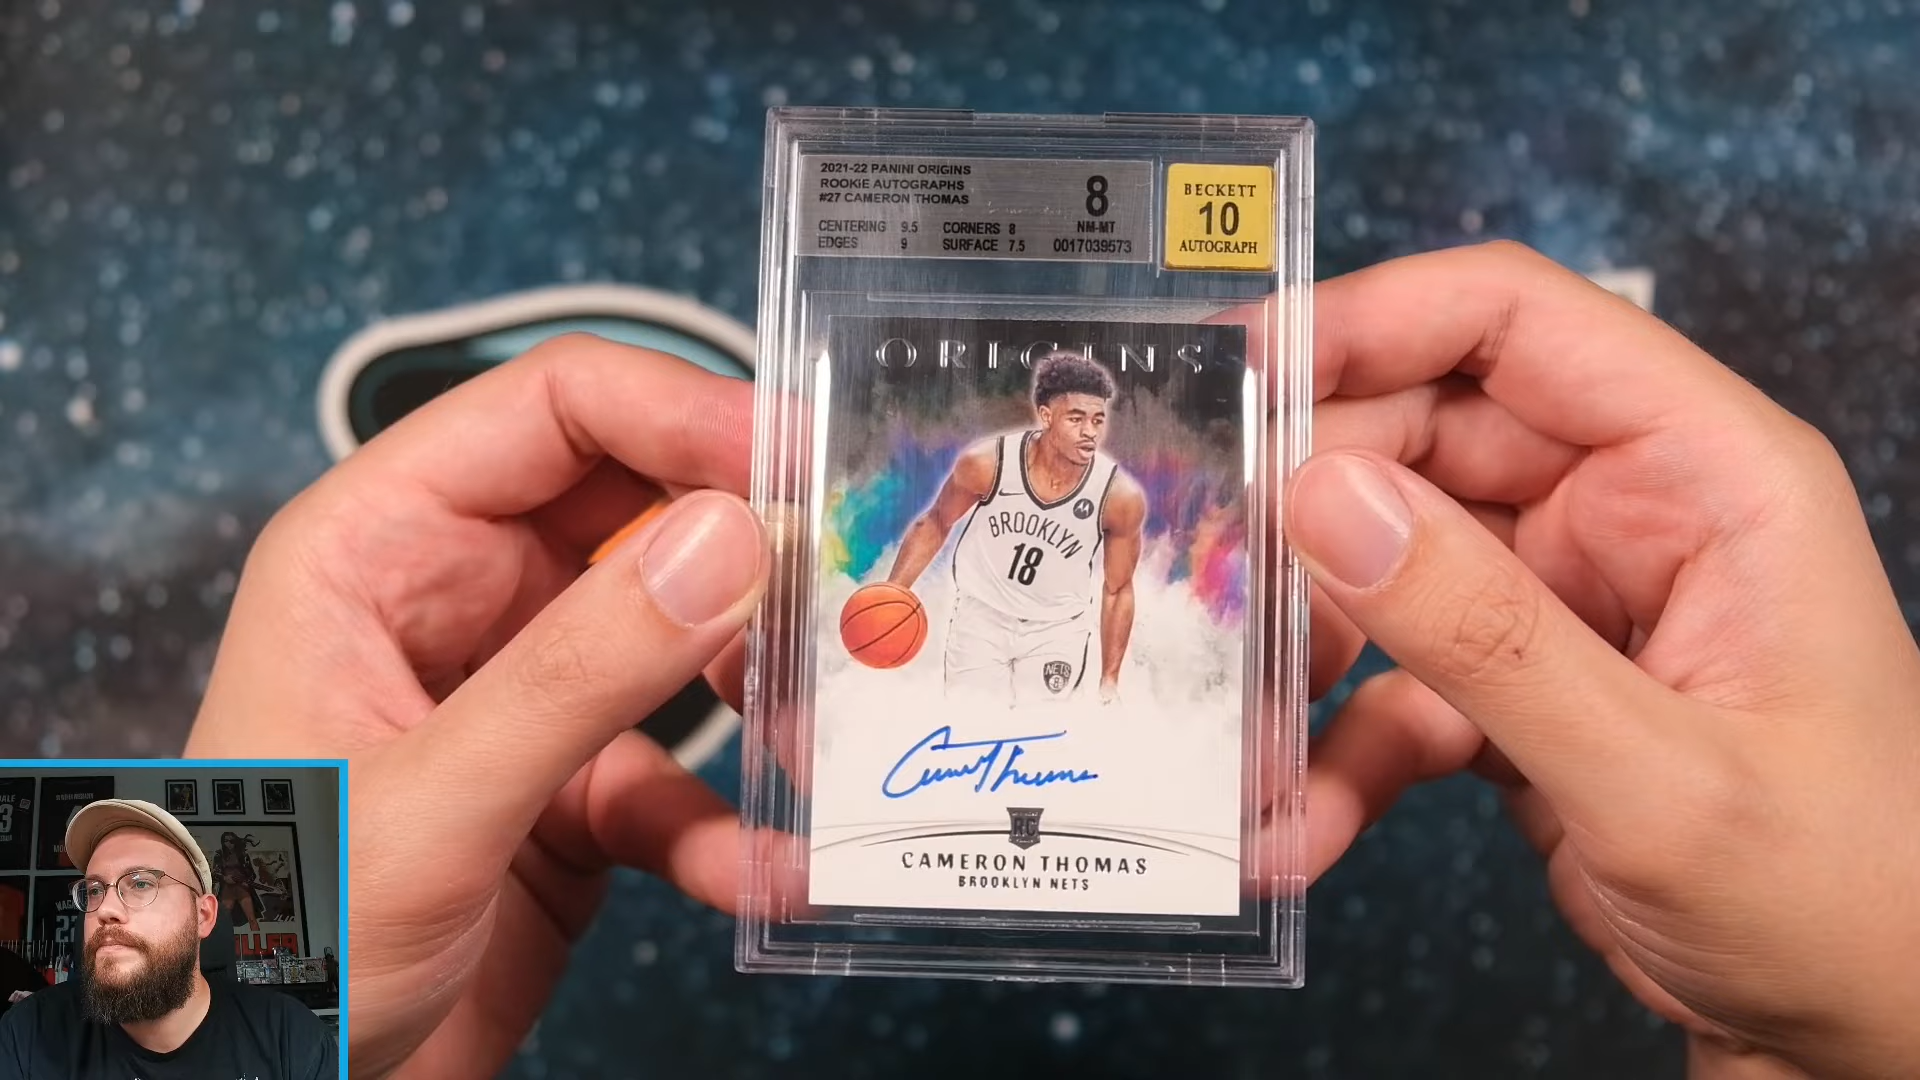 2021-22 PANINI ORIGINS
ROOKIE AUTOGRAPHS
#27 CAMERON THOMAS
CENTERING 9.5 CORNERS 8
EDGES 9 SURFACE 7.5
8
NM-MT
0017039573
BECKETT
10
AUTOGRAPH
ORIGINS
BROOKLYN
18
NETS
RC
CAMERON THOMAS
BROOKLYN NETS